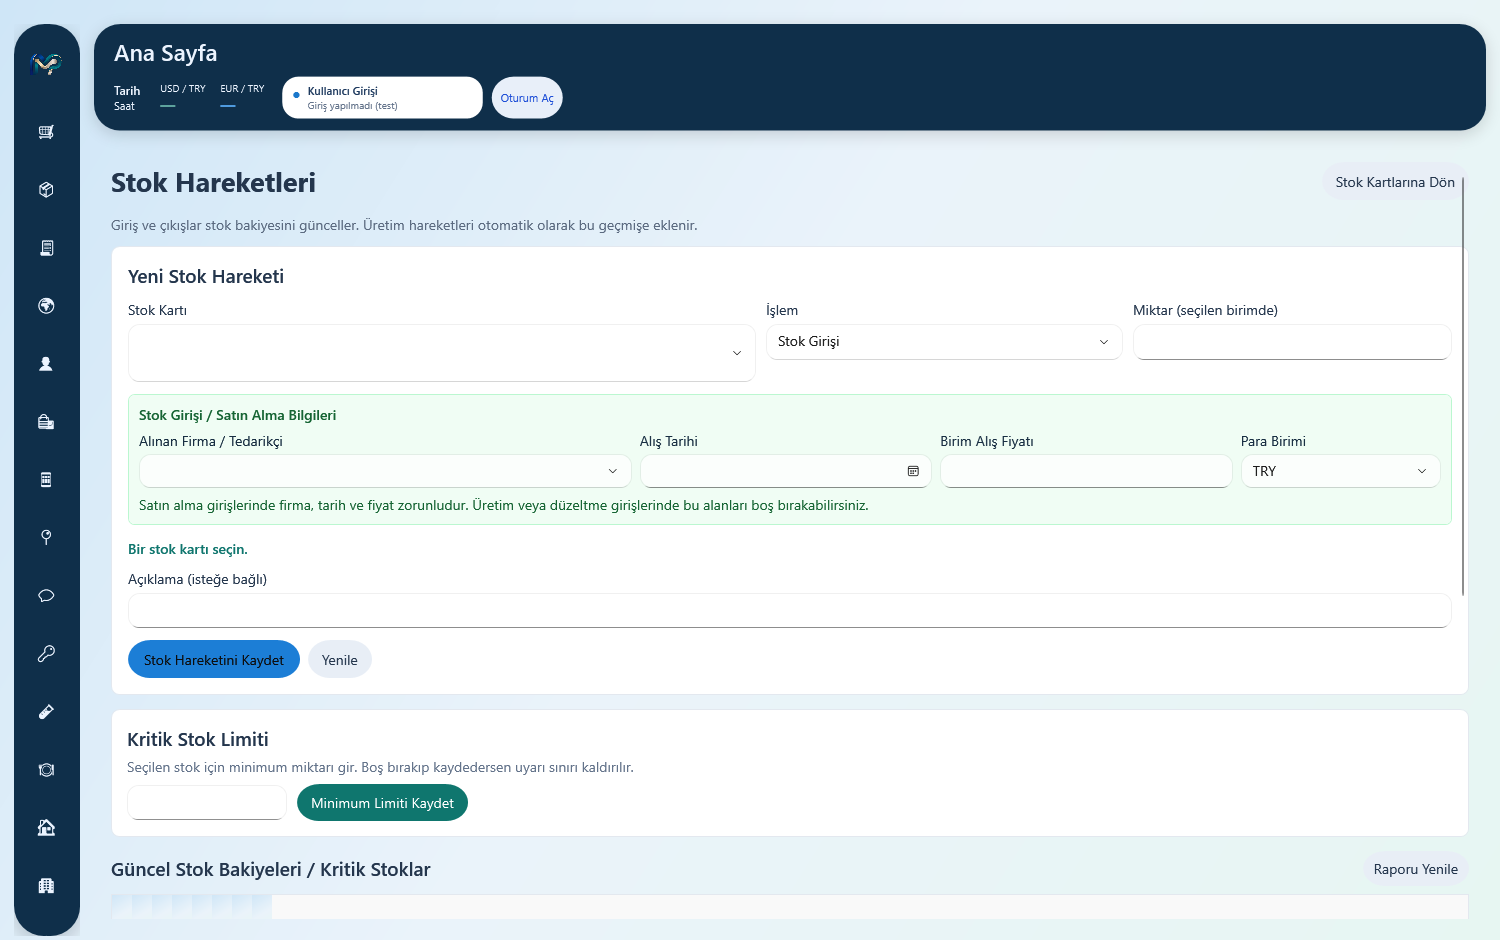 Ana Sayfa
Tarih
Saat
USD / TRY
EUR / TRY
Kullanıcı Girişi
Giriş yapılmadı (test)
Oturum Aç
Stok Hareketleri
Stok Kartlarına Dön
Giriş ve çıkışlar stok bakiyesini günceller. Üretim hareketleri otomatik olarak bu geçmişe eklenir.
Yeni Stok Hareketi
Stok Kartı
İşlem
Miktar (seçilen birimde)
Stok Girişi
Stok Girişi / Satın Alma Bilgileri
Alınan Firma / Tedarikçi
Alış Tarihi
Birim Alış Fiyatı
Para Birimi
TRY
Satın alma girişlerinde firma, tarih ve fiyat zorunludur. Üretim veya düzeltme girişlerinde bu alanları boş bırakabilirsiniz.
Bir stok kartı seçin.
Açıklama (isteğe bağlı)
Stok Hareketini Kaydet
Yenile
Kritik Stok Limiti
Seçilen stok için minimum miktarı gir. Boş bırakıp kaydedersen uyarı sınırı kaldırılır.
Minimum Limiti Kaydet
Güncel Stok Bakiyeleri / Kritik Stoklar
Raporu Yenile